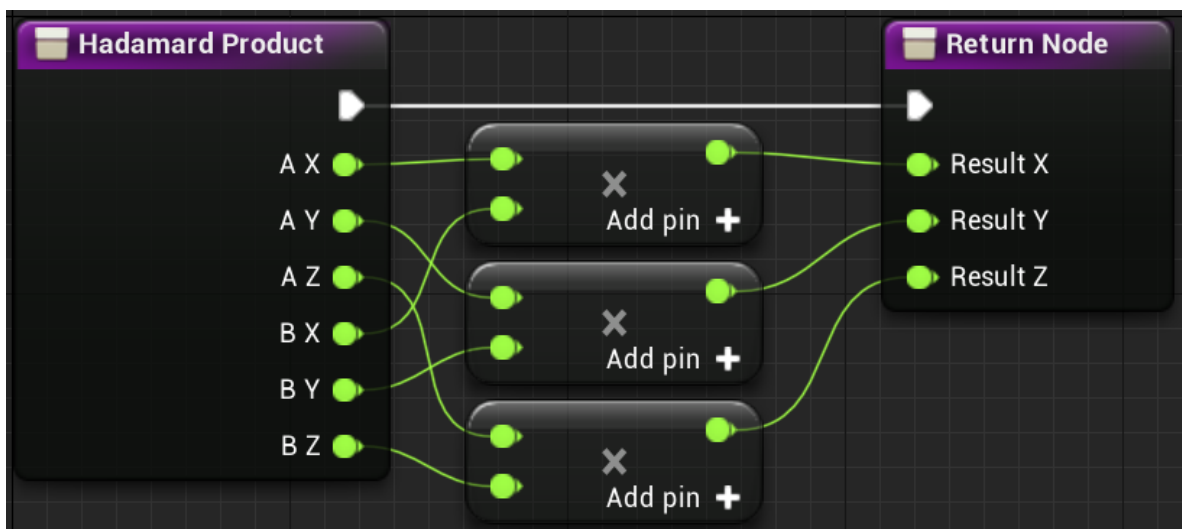 Hadamard Product
A X
A Y
A Z
B X
B Y
B Z
×
Add pin +
×
Add pin +
×
Add pin +
Return Node
Result X
Result Y
Result Z